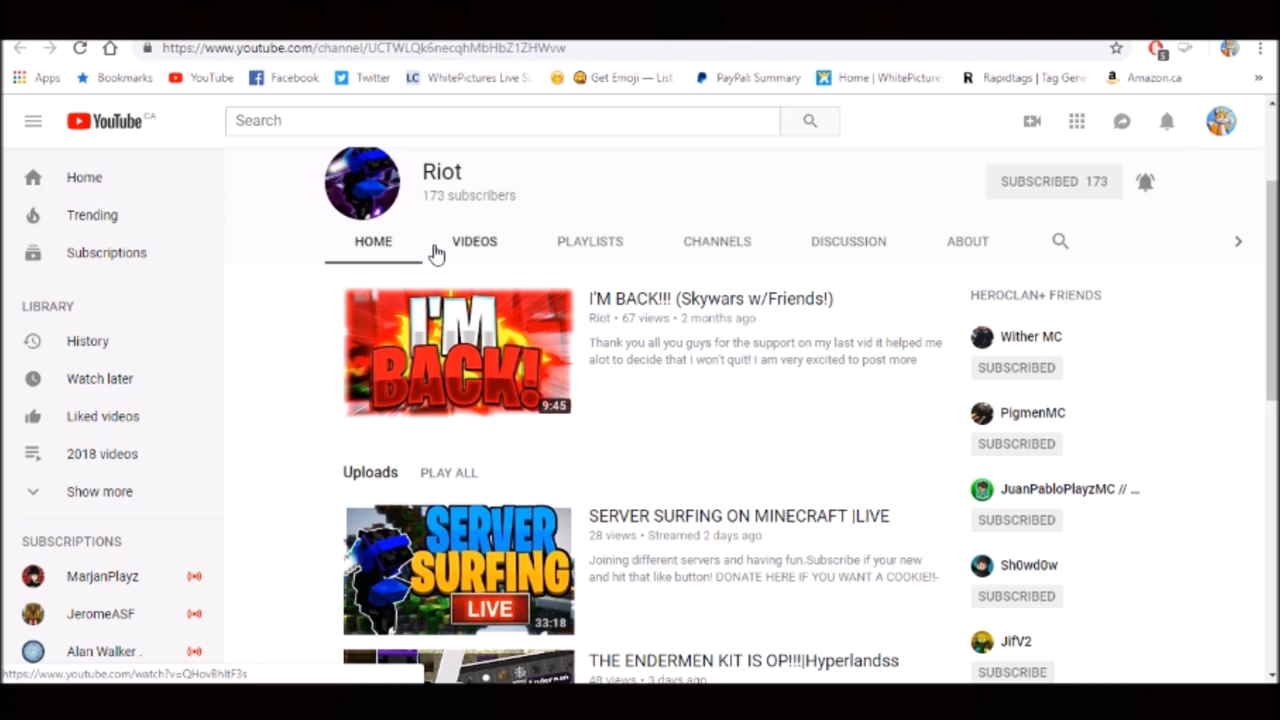 https://www.youtube.com/channel/UCTWLQk6necqhMbHbZ1ZHWvw
5
Apps
Bookmarks
YouTube
Facebook
Twitter
LC
WhitePictures Live S
Get Emoji — List
PayPal: Summary
Home | WhitePicture
R
Rapidtags | Tag Gene
a
Amazon.ca
»
YouTube CA
Search
Home
Trending
Subscriptions
LIBRARY
History
Watch later
Liked videos
2018 videos
Show more
SUBSCRIPTIONS
MarjanPlayz
JeromeASF
Alan Walker .
Riot
173 subscribers
SUBSCRIBED 173
HOME
VIDEOS
PLAYLISTS
CHANNELS
DISCUSSION
ABOUT
I'M
BACK!
9:45
I'M BACK!!! (Skywars w/Friends!)
Riot • 67 views • 2 months ago
Thank you all you guys for the support on my last vid it helped me
alot to decide that I won't quit! I am very excited to post more
Uploads PLAY ALL
SERVER
SURFING
LIVE
33:18
SERVER SURFING ON MINECRAFT |LIVE
28 views • Streamed 2 days ago
Joining different servers and having fun.Subscribe if your new
and hit that like button! DONATE HERE IF YOU WANT A COOKIE!!-
THE ENDERMEN KIT IS OP!!!|Hyperlandss
48 views • 3 days ago
HEROCLAN+ FRIENDS
Wither MC
SUBSCRIBED
PigmenMC
SUBSCRIBED
JuanPabloPlayzMC // ...
SUBSCRIBED
Sh0wd0w
SUBSCRIBED
JifV2
SUBSCRIBE